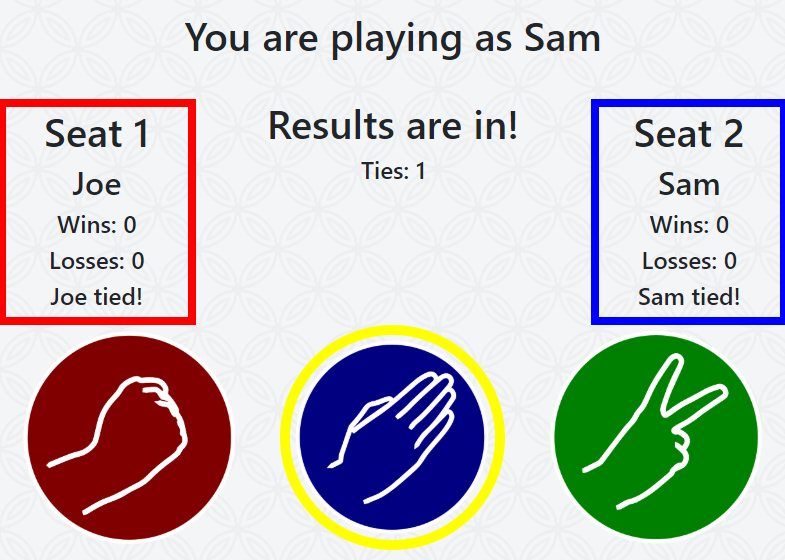 You are playing as Sam
Seat 1
Joe
Wins: 0
Losses: 0
Joe tied!
Results are in!
Ties: 1
Seat 2
Sam
Wins: 0
Losses: 0
Sam tied!